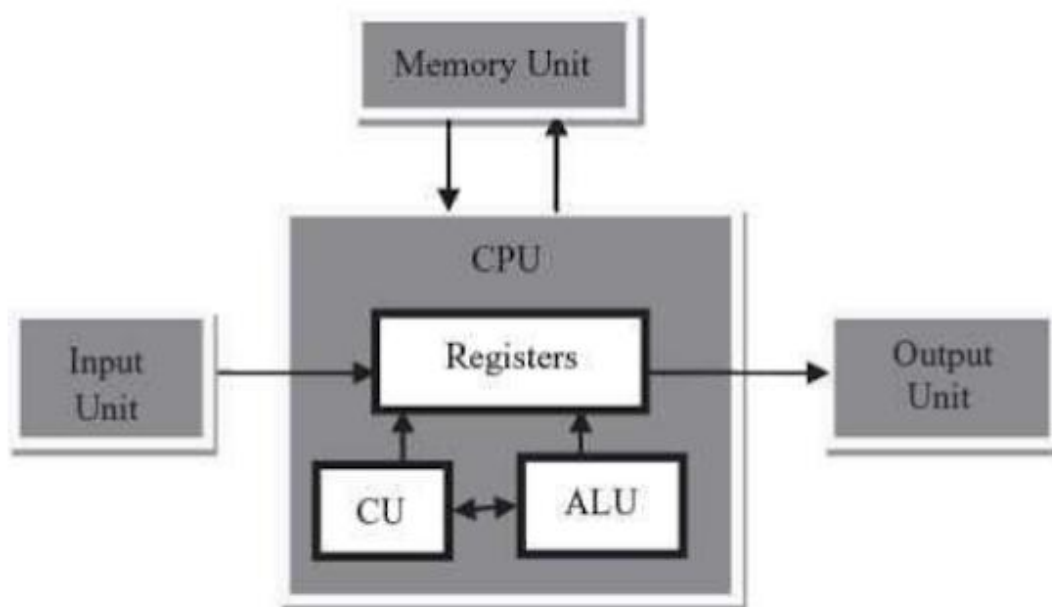 Memory Unit
CPU
Registers
Input
Unit
Output
Unit
CU
ALU